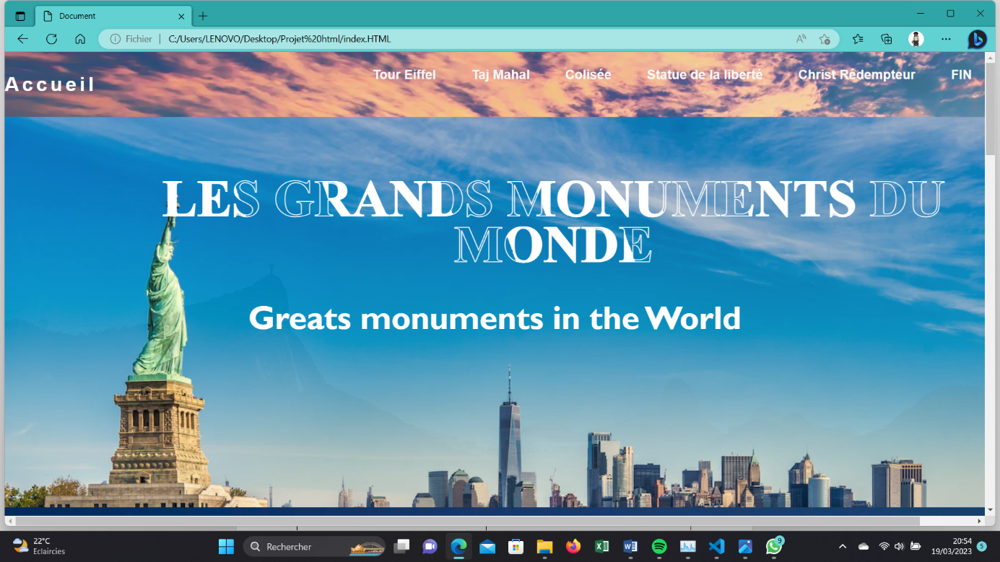 Document
Fichier | C:/Users/LENOVO/Desktop/Projet%20html/index.HTML
Accueil
Tour Eiffel Taj Mahal Colisée Statue de la liberté Christ Rédempteur FIN
LES GRANDS MONUMENTS DU
MONDE
Greats monuments in the World
22°C
Eclaircies
Rechercher
9
20:54
19/03/2023
5